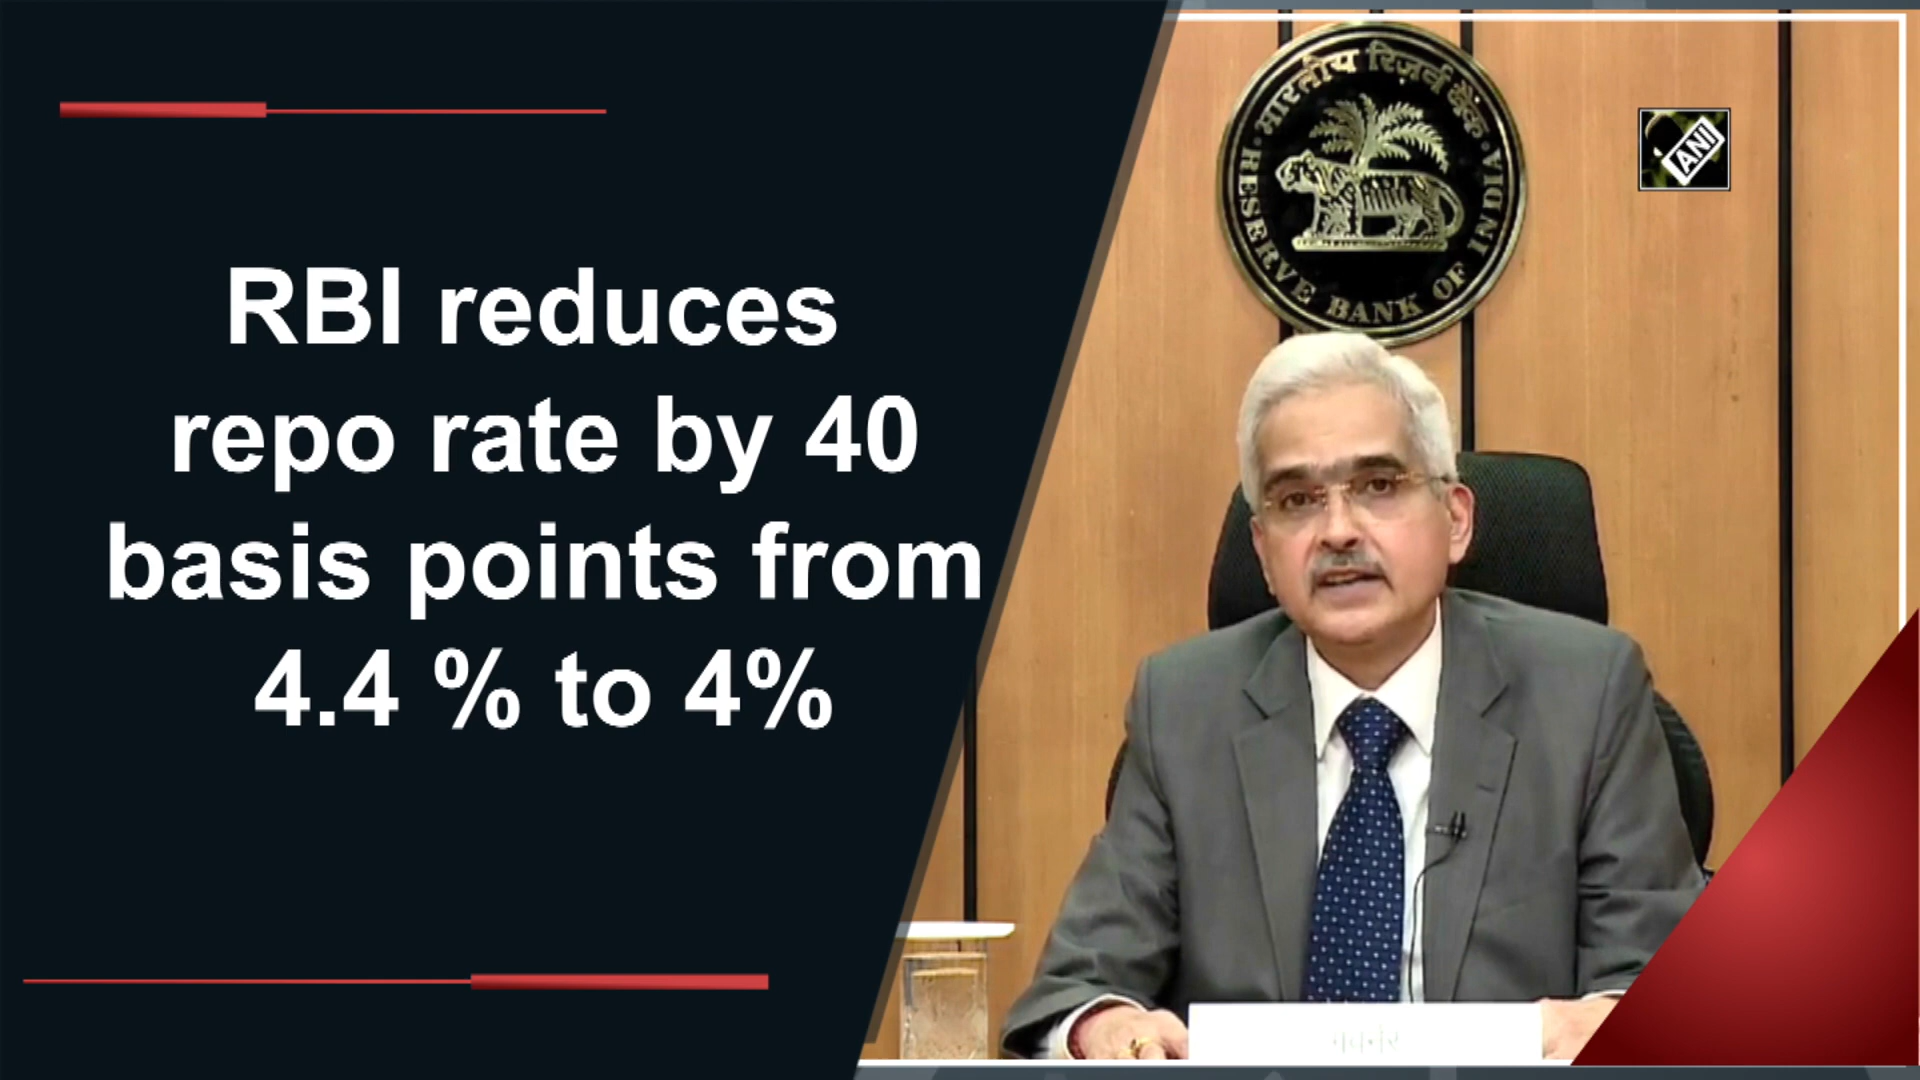 RBI reduces
repo rate by 40
basis points from
4.4 % to 4%
भारतीय रिज़र्व बैंक
RESERVE BANK OF INDIA
ANI